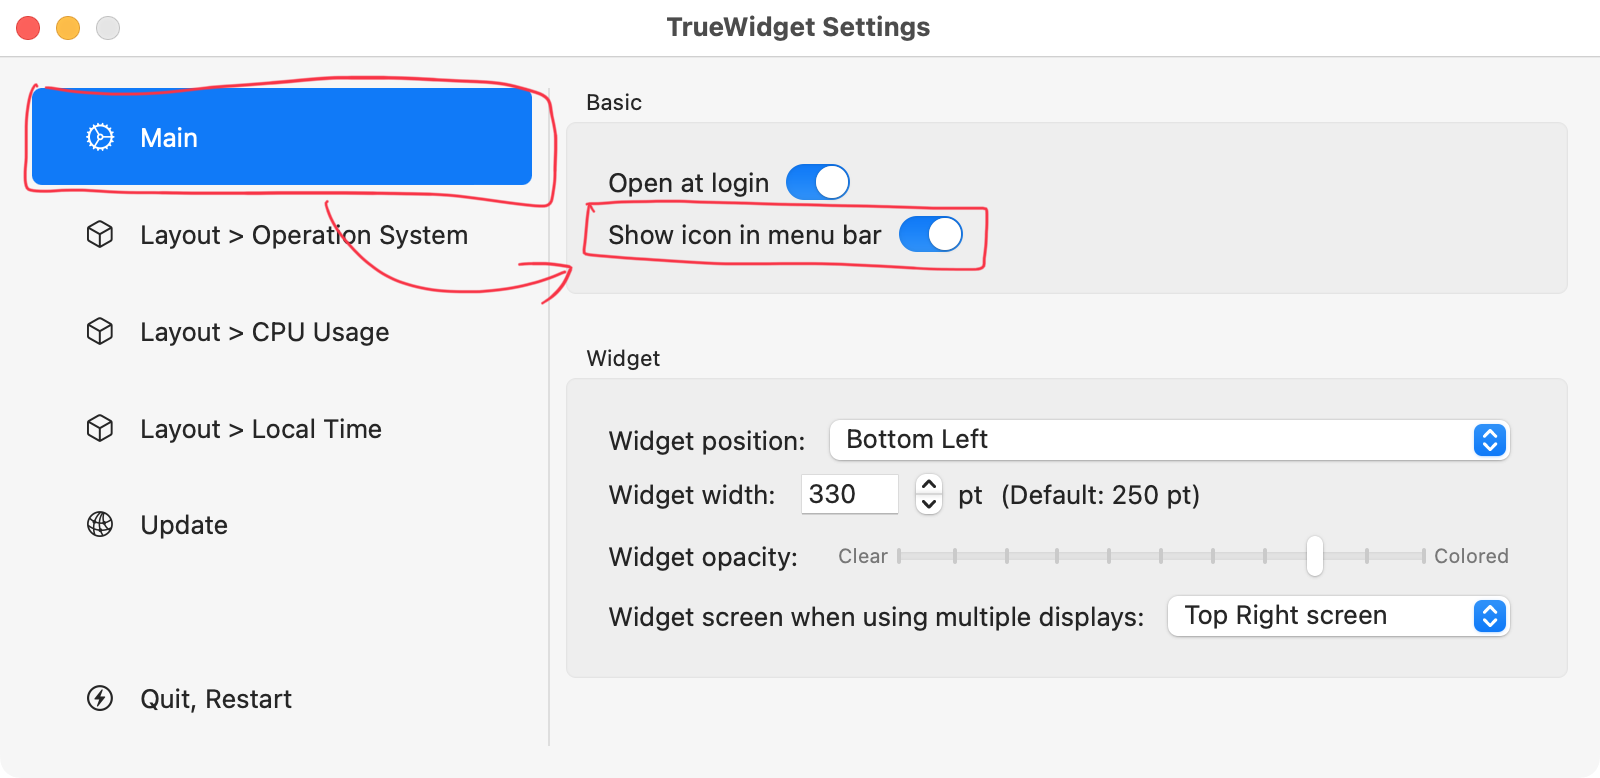 TrueWidget Settings
Main
Layout > Operation System
Layout > CPU Usage
Layout > Local Time
Update
Quit, Restart
Basic
Open at login
Show icon in menu bar
Widget
Widget position: Bottom Left
Widget width: 330 pt (Default: 250 pt)
Widget opacity: Clear Colored
Widget screen when using multiple displays: Top Right screen